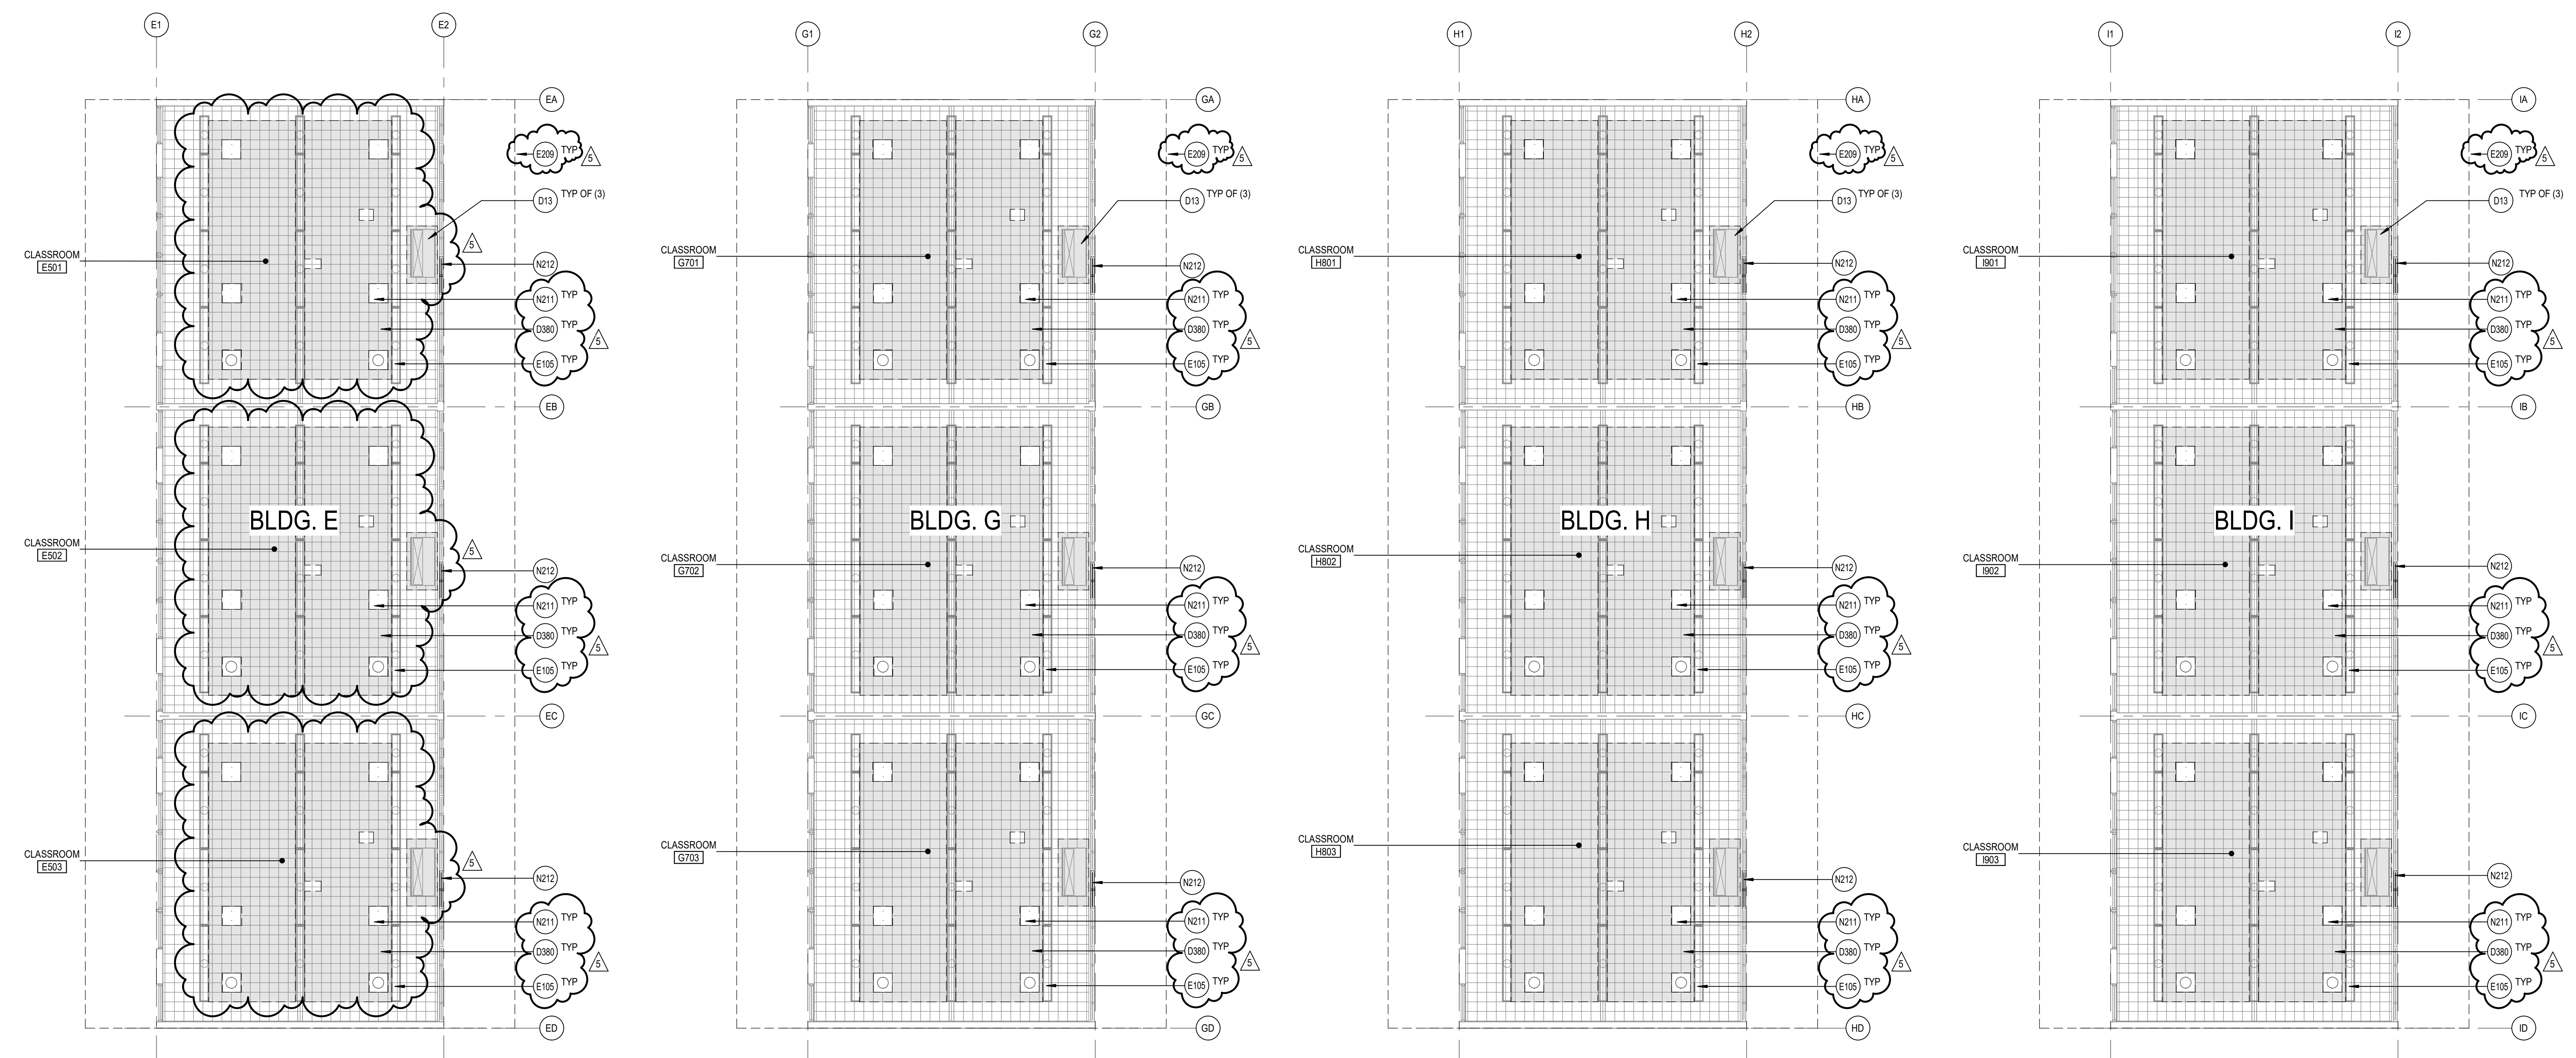 E1
E2
EA
E209 TYP
5
D13 TYP OF (3)
5
CLASSROOM
E501
N212
N211 TYP
D380 TYP
5
E105 TYP
EB
BLDG. E
CLASSROOM
E502
5
N212
N211 TYP
D380 TYP
5
E105 TYP
EC
CLASSROOM
E503
5
N212
N211 TYP
D380 TYP
5
E105 TYP
ED
G1
G2
GA
E209 TYP
5
D13 TYP OF (3)
CLASSROOM
G701
N212
N211 TYP
D380 TYP
5
E105 TYP
GB
BLDG. G
CLASSROOM
G702
N212
N211 TYP
D380 TYP
5
E105 TYP
GC
CLASSROOM
G703
N212
N211 TYP
D380 TYP
5
E105 TYP
GD
H1
H2
HA
E209 TYP
5
D13 TYP OF (3)
CLASSROOM
H801
N212
N211 TYP
D380 TYP
5
E105 TYP
HB
BLDG. H
CLASSROOM
H802
N212
N211 TYP
D380 TYP
5
E105 TYP
HC
CLASSROOM
H803
N212
N211 TYP
D380 TYP
5
E105 TYP
HD
I1
I2
IA
E209 TYP
5
D13 TYP OF (3)
CLASSROOM
I901
N212
N211 TYP
D380 TYP
5
E105 TYP
IB
BLDG. I
CLASSROOM
I902
N212
N211 TYP
D380 TYP
5
E105 TYP
IC
CLASSROOM
I903
N212
N211 TYP
D380 TYP
5
E105 TYP
ID